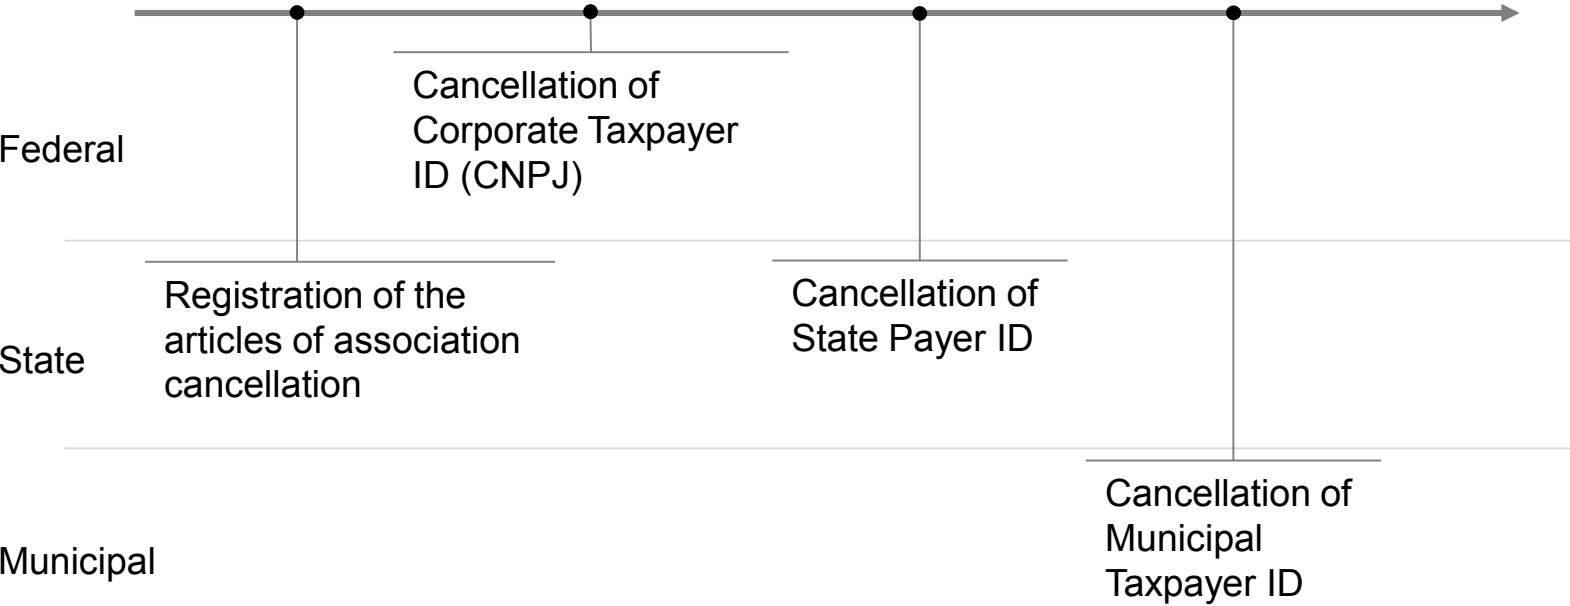 Federal
Cancellation of
Corporate Taxpayer
ID (CNPJ)
State
Registration of the
articles of association
cancellation
Cancellation of
State Payer ID
Municipal
Cancellation of
Municipal
Taxpayer ID